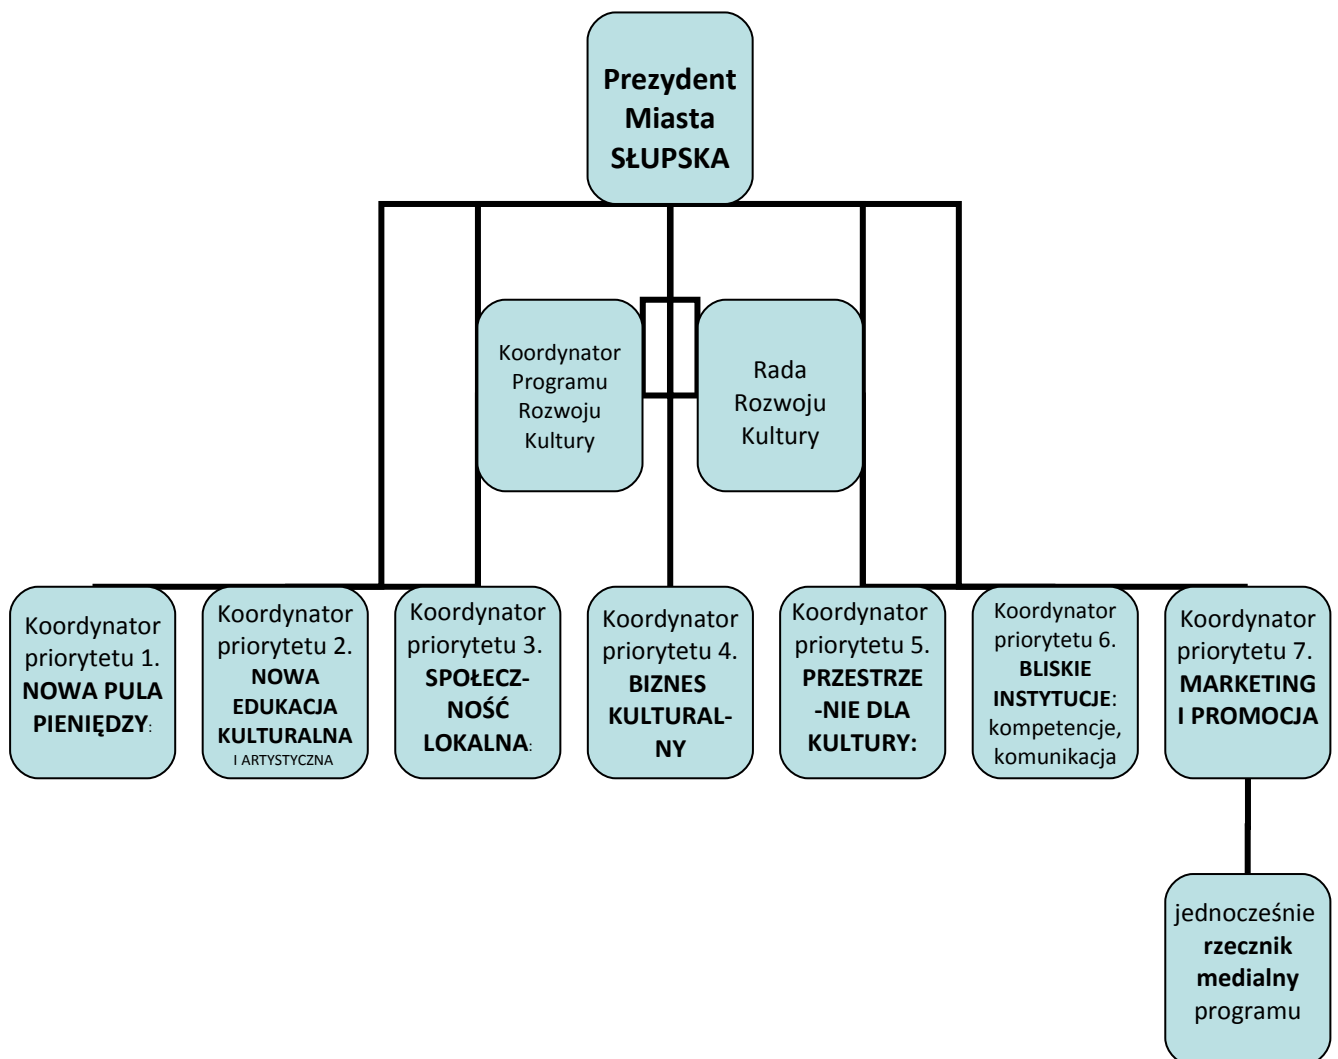 Prezydent
Miasta
SŁUPSKA
Koordynator
Programu
Rozwoju
Kultury
Rada
Rozwoju
Kultury
Koordynator
priorytetu 1.
NOWA PULA
PIENIĘDZY:
Koordynator
priorytetu 2.
NOWA
EDUKACJA
KULTURALNA
I ARTYSTYCZNA
Koordynator
priorytetu 3.
SPOŁECZ-
NOŚĆ
LOKALNA:
Koordynator
priorytetu 4.
BIZNES
KULTURAL-
NY
Koordynator
priorytetu 5.
PRZESTRZE
-NIE DLA
KULTURY:
Koordynator
priorytetu 6.
BLISKIE
INSTYTUCJE:
kompetencje,
komunikacja
Koordynator
priorytetu 7.
MARKETING
I PROMOCJA
jednocześnie
rzecznik
medialny
programu